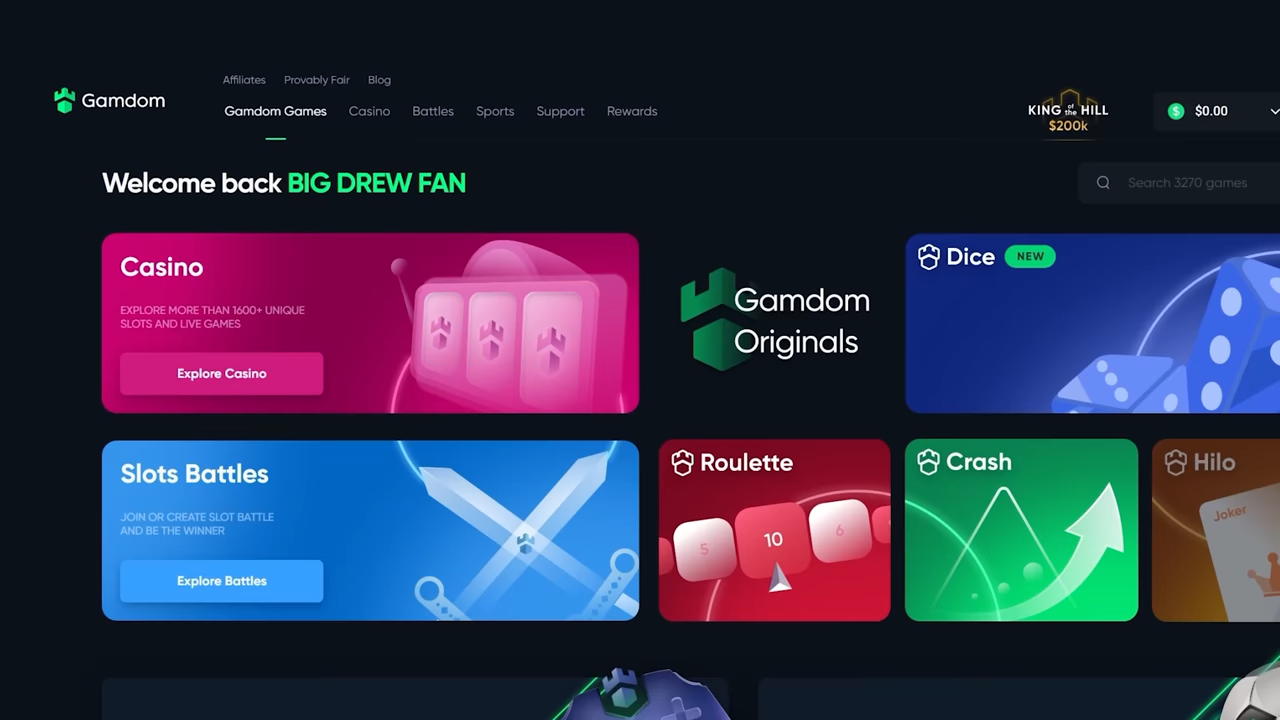 Affiliates Provably Fair Blog
Gamdom
Gamdom Games Casino Battles Sports Support Rewards
KING of the HILL
$200k
$ $0.00
Welcome back BIG DREW FAN
Search 3270 games
Casino
EXPLORE MORE THAN 1600+ UNIQUE
SLOTS AND LIVE GAMES
Explore Casino
Gamdom
Originals
Dice NEW
Slots Battles
JOIN OR CREATE SLOT BATTLE
AND BE THE WINNER
Explore Battles
Roulette
5 10 6
Crash
Hilo
Joker